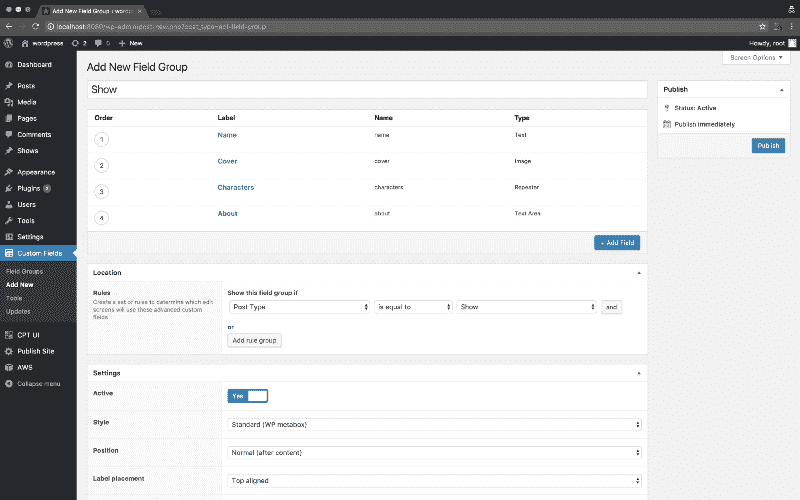 Add New Field Group ‹ wordpr
localhost:8080/wp-admin/post-new.php?post_type=acf-field-group
wordpress 2 0 New
Howdy, root
Screen Options
Dashboard
Posts
Media
Pages
Comments
Shows
Appearance
Plugins
Users
Tools
Settings
Custom Fields
Field Groups
Add New
Tools
Updates
CPT UI
Publish Site
AWS
Collapse menu
Add New Field Group
Show
Order Label Name Type
1 Name name Text
2 Cover cover Image
3 Characters characters Repeater
4 About about Text Area
+ Add Field
Location
Rules
Create a set of rules to determine which edit
screens will use these advanced custom
fields
Show this field group if
Post Type is equal to Show and
or
Add rule group
Settings
Active Yes
Style Standard (WP metabox)
Position Normal (after content)
Label placement Top aligned
Publish
Status: Active
Publish immediately
Publish